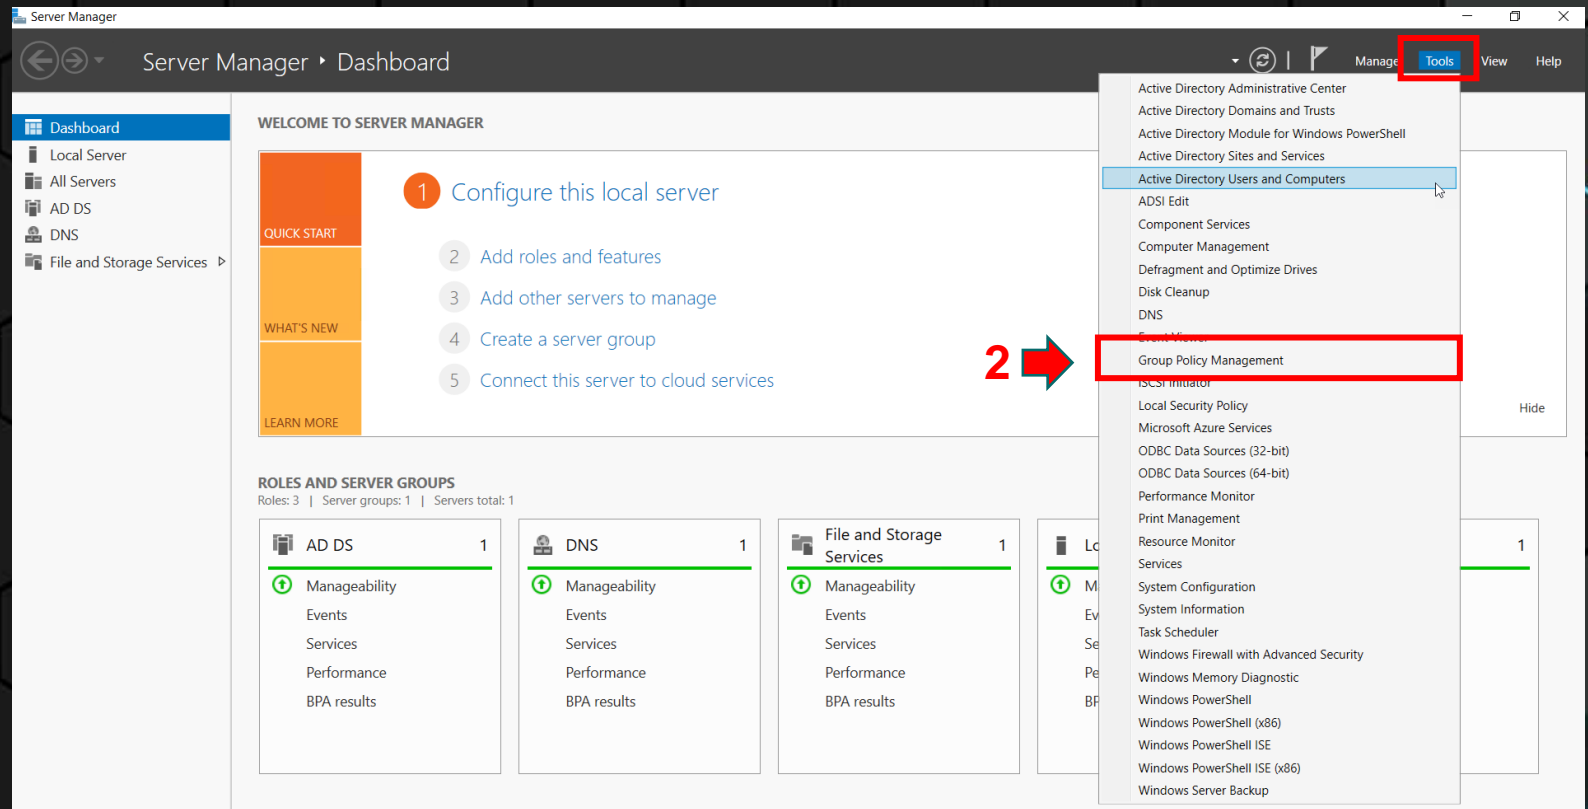 Server Manager
Server Manager ‣ Dashboard
Manage
Tools
View
Help
Dashboard
Local Server
All Servers
AD DS
DNS
File and Storage Services
WELCOME TO SERVER MANAGER
QUICK START
WHAT'S NEW
LEARN MORE
1 Configure this local server
2 Add roles and features
3 Add other servers to manage
4 Create a server group
5 Connect this server to cloud services
Hide
2
Active Directory Administrative Center
Active Directory Domains and Trusts
Active Directory Module for Windows PowerShell
Active Directory Sites and Services
Active Directory Users and Computers
ADSI Edit
Component Services
Computer Management
Defragment and Optimize Drives
Disk Cleanup
DNS
Event Viewer
Group Policy Management
iSCSI Initiator
Local Security Policy
Microsoft Azure Services
ODBC Data Sources (32-bit)
ODBC Data Sources (64-bit)
Performance Monitor
Print Management
Resource Monitor
Services
System Configuration
System Information
Task Scheduler
Windows Firewall with Advanced Security
Windows Memory Diagnostic
Windows PowerShell
Windows PowerShell (x86)
Windows PowerShell ISE
Windows PowerShell ISE (x86)
Windows Server Backup
ROLES AND SERVER GROUPS
Roles: 3 | Server groups: 1 | Servers total: 1
AD DS 1
Manageability
Events
Services
Performance
BPA results
DNS 1
Manageability
Events
Services
Performance
BPA results
File and Storage
Services 1
Manageability
Events
Services
Performance
BPA results
1